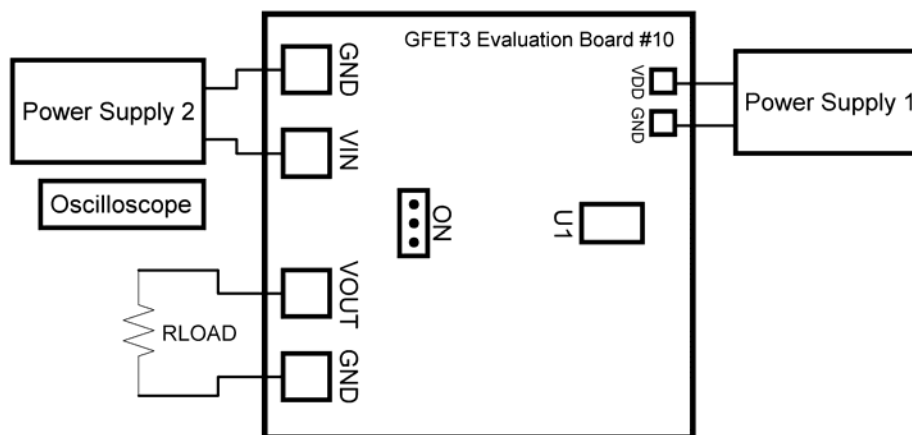 GFET3 Evaluation Board #10
GND
VDD
Power Supply 2
Power Supply 1
GND
VIN
Oscilloscope
ON
U1
VOUT
RLOAD
GND